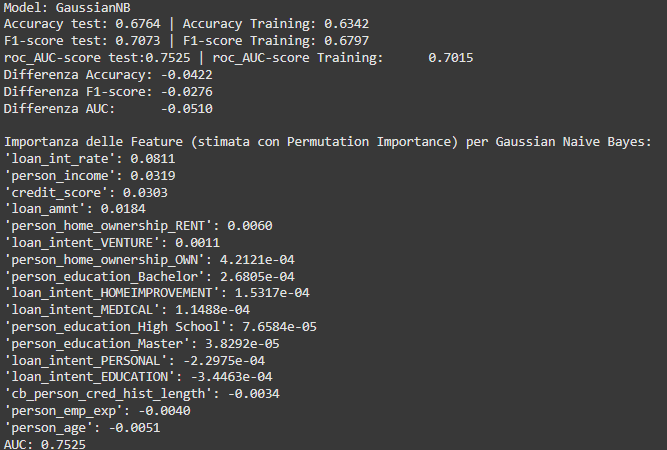 Model: GaussianNB
Accuracy test: 0.6764 | Accuracy Training: 0.6342
F1-score test: 0.7073 | F1-score Training: 0.6797
roc_AUC-score test:0.7525 | roc_AUC-score Training:      0.7015
Differenza Accuracy: -0.0422
Differenza F1-score: -0.0276
Differenza AUC:      -0.0510

Importanza delle Feature (stimata con Permutation Importance) per Gaussian Naive Bayes:
'loan_int_rate': 0.0811
'person_income': 0.0319
'credit_score': 0.0303
'loan_amnt': 0.0184
'person_home_ownership_RENT': 0.0060
'loan_intent_VENTURE': 0.0011
'person_home_ownership_OWN': 4.2121e-04
'person_education_Bachelor': 2.6805e-04
'loan_intent_HOMEIMPROVEMENT': 1.5317e-04
'loan_intent_MEDICAL': 1.1488e-04
'person_education_High School': 7.6584e-05
'person_education_Master': 3.8292e-05
'loan_intent_PERSONAL': -2.2975e-04
'loan_intent_EDUCATION': -3.4463e-04
'cb_person_cred_hist_length': -0.0034
'person_emp_exp': -0.0040
'person_age': -0.0051
AUC: 0.7525